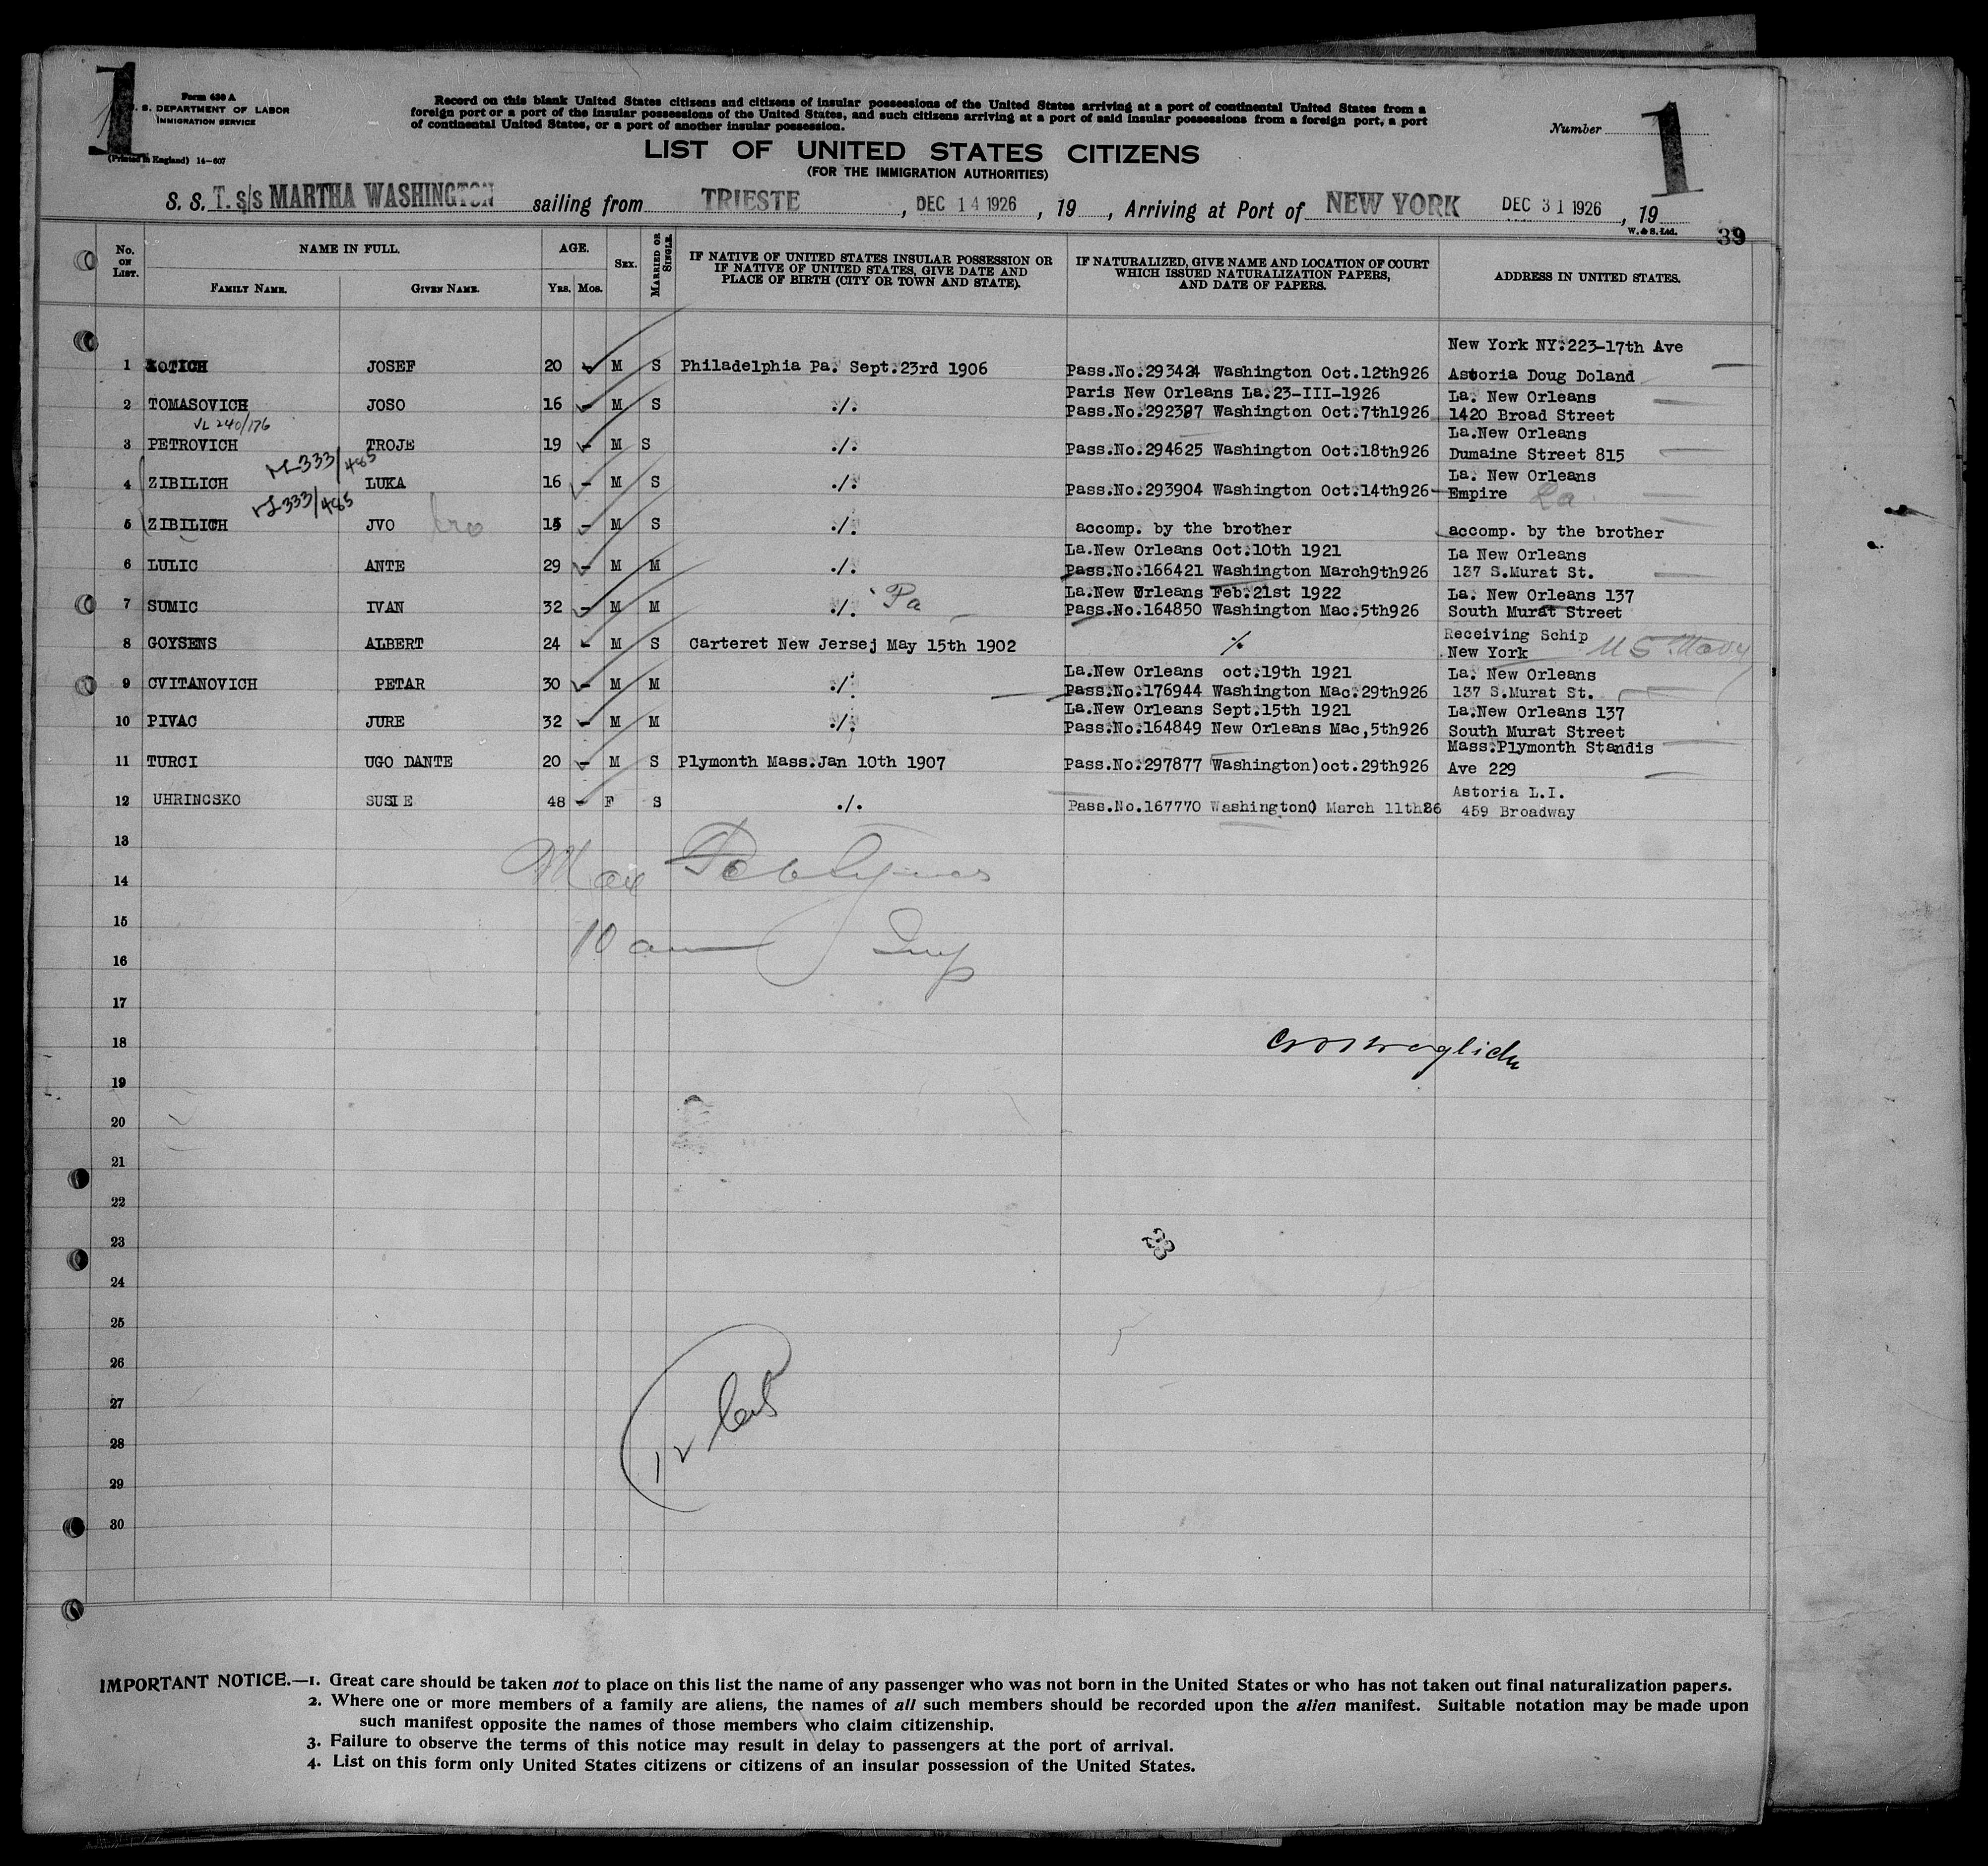 1
Form 630 A
U. S. DEPARTMENT OF LABOR
IMMIGRATION SERVICE
(Printed in England) 14-607
Record on this blank United States citizens and citizens of insular possessions of the United States arriving at a port of continental United States from a
foreign port or a port of the insular possessions of the United States, and such citizens arriving at a port of said insular possessions from a foreign port, a port
of continental United States, or a port of another insular possession.
Number 1
LIST OF UNITED STATES CITIZENS
(FOR THE IMMIGRATION AUTHORITIES)
S. S. T. s/s MARTHA WASHINGTON sailing from TRIESTE, DEC 14 1926, 19, Arriving at Port of NEW YORK DEC 31 1926, 19
W. & S. Ltd. 39
No. ON LIST. NAME IN FULL. FAMILY NAME. GIVEN NAME. AGE. YRS. MOS. SEX. MARRIED OR SINGLE. IF NATIVE OF UNITED STATES INSULAR POSSESSION OR IF NATIVE OF UNITED STATES, GIVE DATE AND PLACE OF BIRTH (CITY OR TOWN AND STATE). IF NATURALIZED, GIVE NAME AND LOCATION OF COURT WHICH ISSUED NATURALIZATION PAPERS, AND DATE OF PAPERS. ADDRESS IN UNITED STATES.
New York NY:223-17th Ave
1 KOTICH JOSEF 20 M S Philadelphia Pa. Sept.23rd 1906 Pass.No.293424 Washington Oct.12th926 Astoria Doug Doland
Paris New Orleans La.23-III-1926 La. New Orleans
2 TOMASOVICH JOSO 16 - M S ./. Pass.No.292397 Washington Oct.7th1926 1420 Broad Street
VL 240/176 La.New Orleans
3 PETROVICH TROJE 19 - M S ./. Pass.No.294625 Washington Oct.18th926 Dumaine Street 815
333/485 La. New Orleans
4 ZIBILICH LUKA 16 - M S ./. Pass.No.293904 Washington Oct.14th926 Empire La
333/485
5 ZIBILICH JVO bro 15 - M S ./. accomp. by the brother accomp. by the brother
La.New Orleans Oct.10th 1921 La New Orleans
6 LULIC ANTE 29 - M M ./. Pass.No.166421 Washington March9th926 137 S.Murat St.
La.New Orleans Feb.21st 1922 La. New Orleans 137
7 SUMIC IVAN 32 - M M ./. Pa Pass.No.164850 Washington Mac.5th926 South Murat Street
Receiving Schip
8 GOYSENS ALBERT 24 - M S Carteret New Jersej May 15th 1902 ./. New York U S Navy
La.New Orleans oct.19th 1921 La. New Orleans
9 CVITANOVICH PETAR 30 - M M ./. Pass.No.176944 Washington Mac.29th926 137 S.Murat St.
La.New Orleans Sept.15th 1921 La.New Orleans 137
10 PIVAC JURE 32 - M M ./. Pass.No.164849 New Orleans Mac,5th926 South Murat Street
Mass.Plymonth Standis
11 TURCI UGO DANTE 20 - M S Plymonth Mass.Jan 10th 1907 Pass.No.297877 (Washington)oct.29th926 Ave 229
Astoria L.I.
12 UHRINCSKO SUSIE 48 - F S ./. Pass.No.167770 Washington) March 11th26 459 Broadway
13
14
15 10 am Insp
16
17
18
19
20
21
22
23
24
25
26
27
28
29
30
IMPORTANT NOTICE.—1. Great care should be taken not to place on this list the name of any passenger who was not born in the United States or who has not taken out final naturalization papers.
2. Where one or more members of a family are aliens, the names of all such members should be recorded upon the alien manifest. Suitable notation may be made upon
such manifest opposite the names of those members who claim citizenship.
3. Failure to observe the terms of this notice may result in delay to passengers at the port of arrival.
4. List on this form only United States citizens or citizens of an insular possession of the United States.